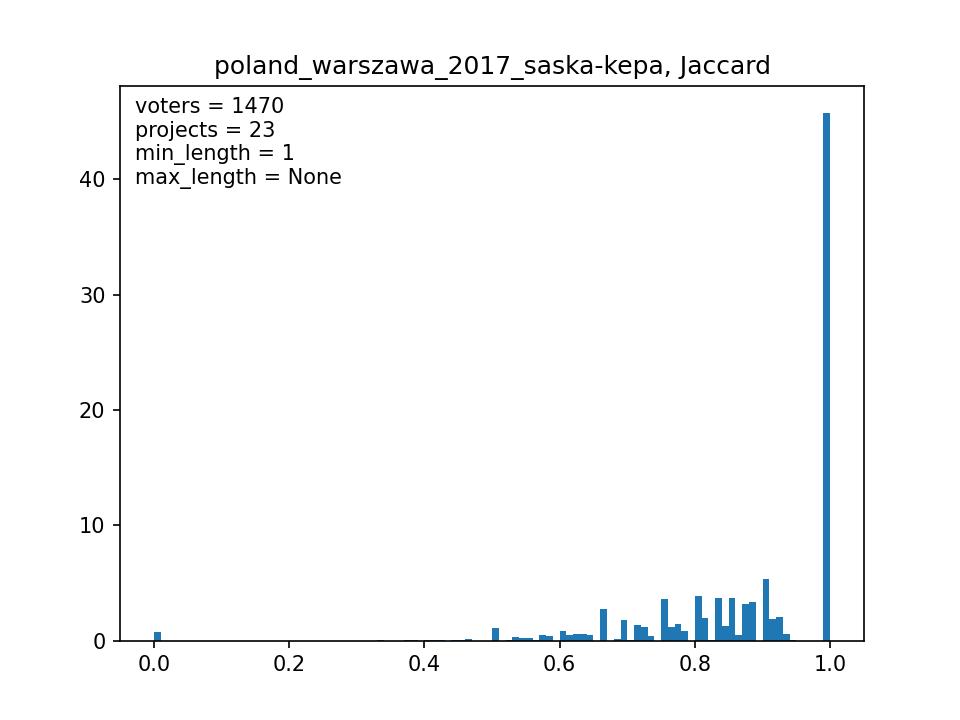 poland_warszawa_2017_saska-kepa, Jaccard
voters = 1470
projects = 23
min_length = 1
max_length = None
40
30
20
10
0
0.0 0.2 0.4 0.6 0.8 1.0